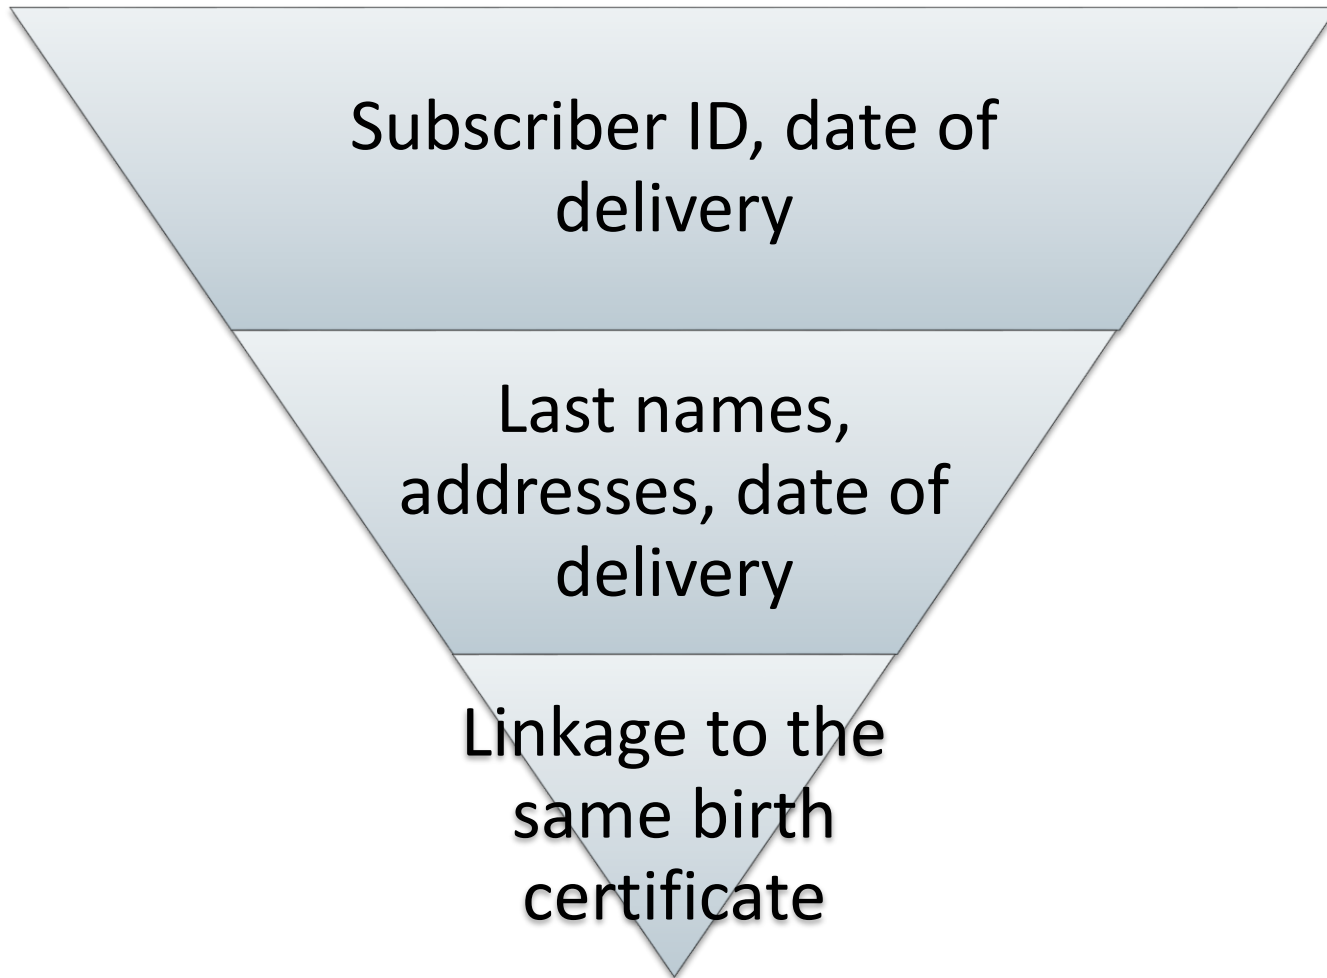 Subscriber ID, date of
delivery
Last names,
addresses, date of
delivery
Linkage to the
same birth
certificate